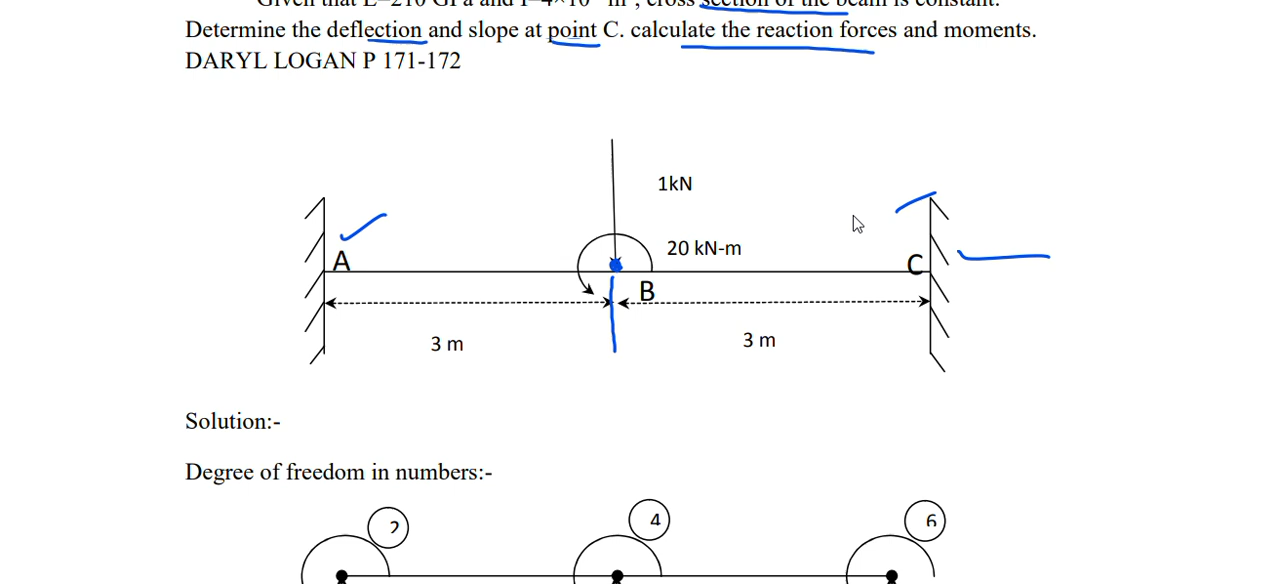 Determine the deflection and slope at point C. calculate the reaction forces and moments.
DARYL LOGAN P 171-172
1kN
20 kN-m
A
C
B
3 m
3 m
Solution:-
Degree of freedom in numbers:-
2
4
6